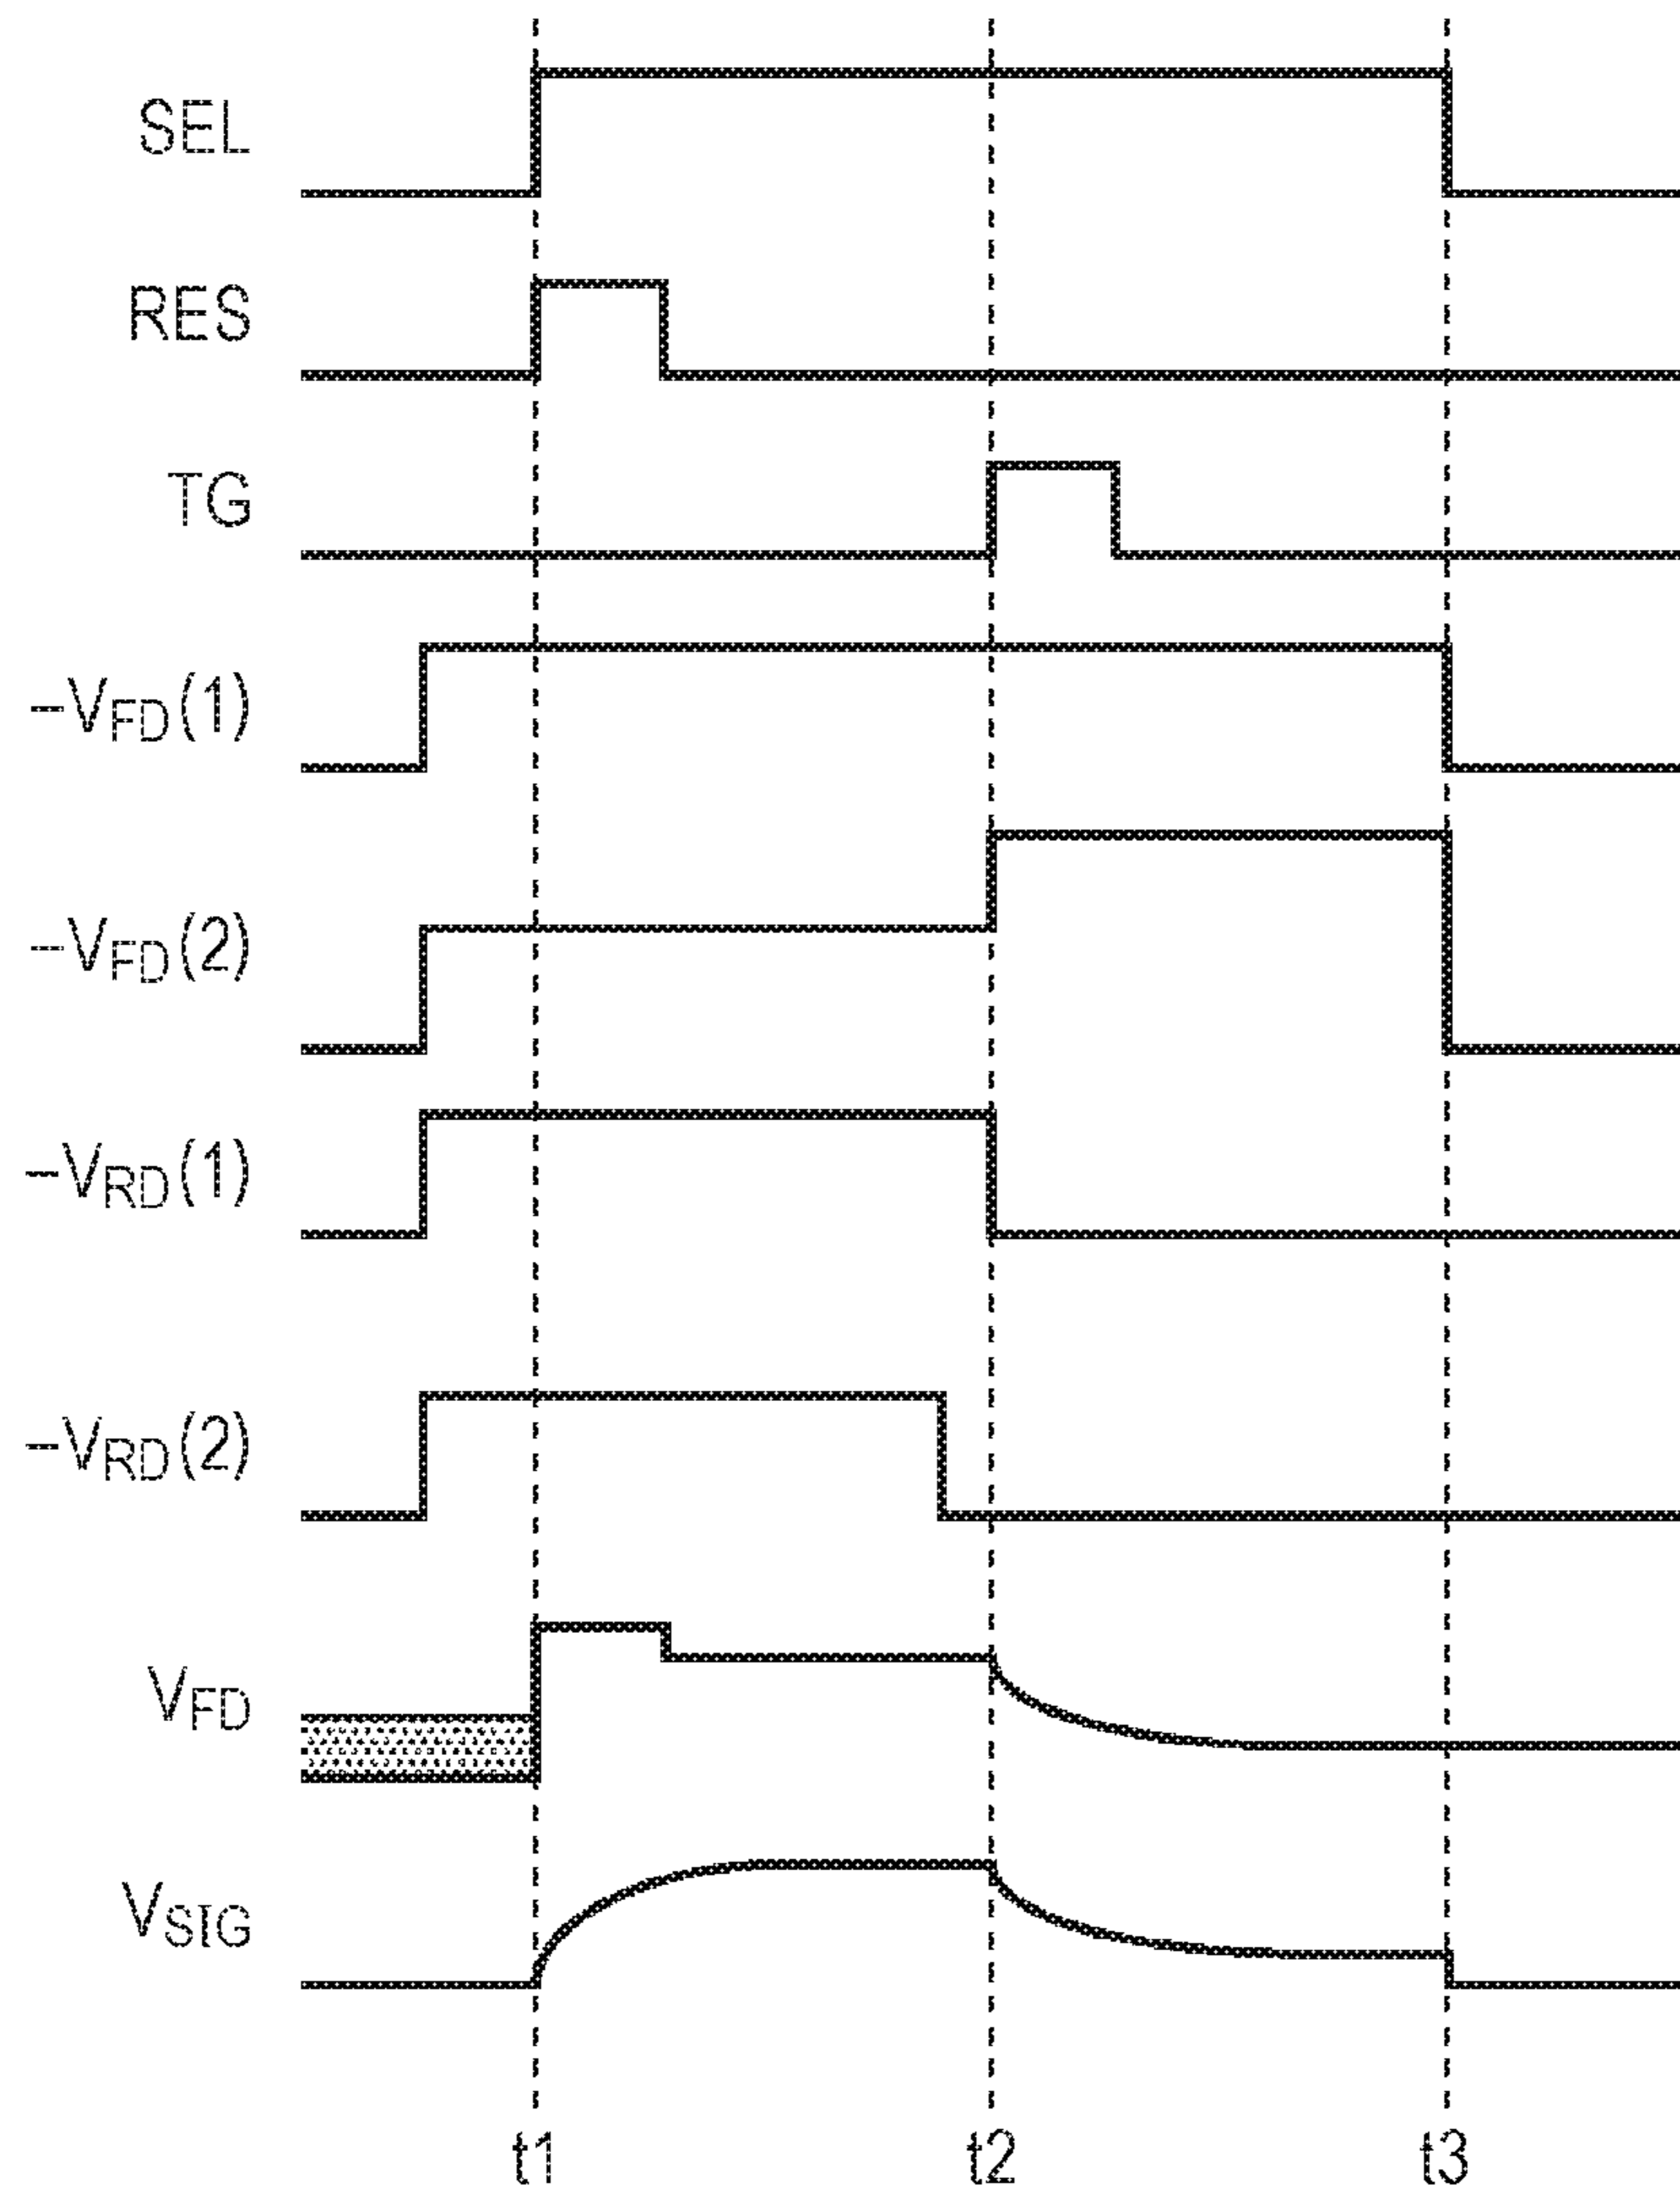 SEL
RES
TG
–VFD(1)
–VFD(2)
–VRD(1)
–VRD(2)
VFD
VSIG
t1 t2 t3